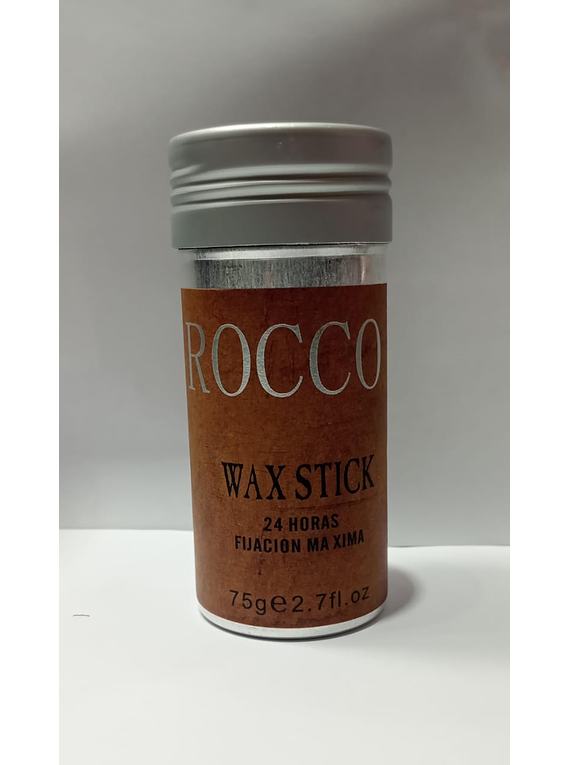 ROCCO
WAX STICK
24 HORAS
FIJACION MA XIMA
75g℮2.7fl.oz